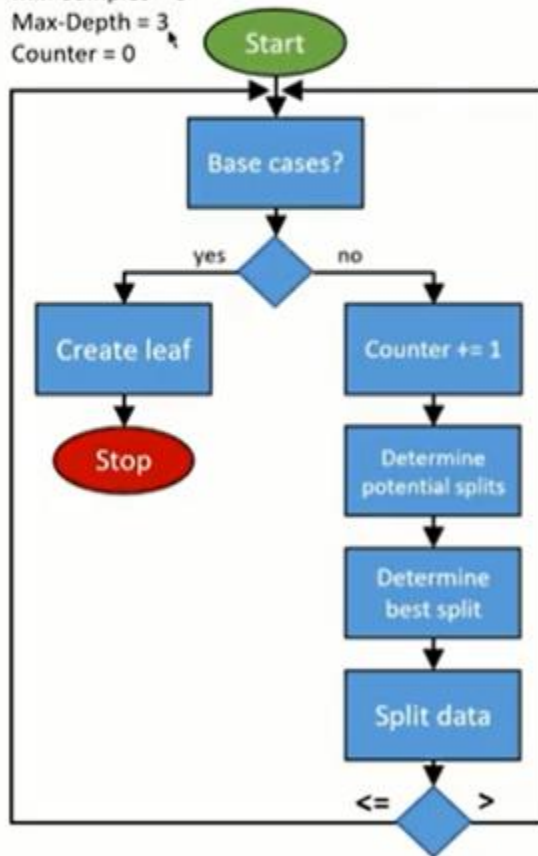 Max-Depth = 3
Counter = 0
Start
Base cases?
yes
no
Create leaf
Counter += 1
Stop
Determine
potential splits
Determine
best split
Split data
<=
>